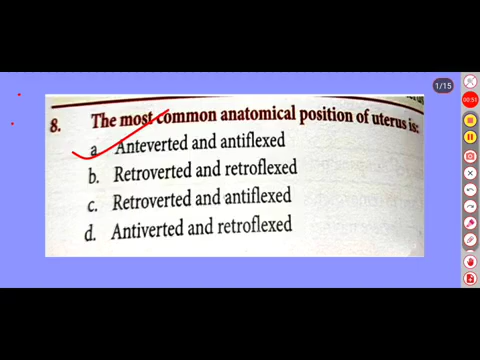 1/15
00:51
8. The most common anatomical position of uterus is:
a Anteverted and antiflexed
b. Retroverted and retroflexed
c. Retroverted and antiflexed
d. Antiverted and retroflexed